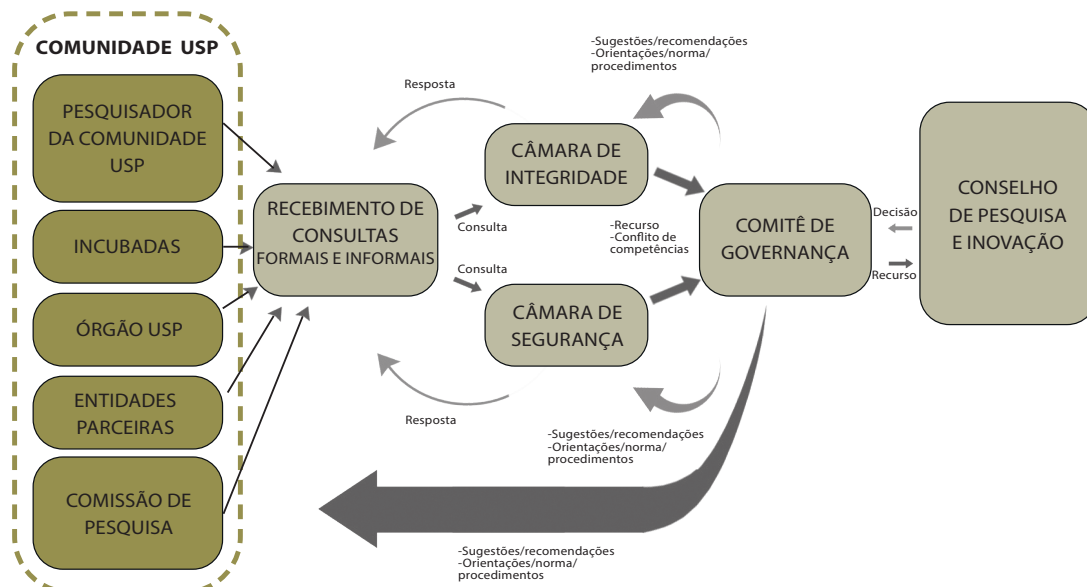 COMUNIDADE USP
PESQUISADOR
DA COMUNIDADE
USP
INCUBADAS
ÓRGÃO USP
ENTIDADES
PARCEIRAS
COMISSÃO DE
PESQUISA
RECEBIMENTO DE
CONSULTAS
FORMAIS E INFORMAIS
Resposta
Consulta
Consulta
Resposta
CÂMARA DE
INTEGRIDADE
CÂMARA DE
SEGURANÇA
-Sugestões/recomendações
-Orientações/norma/
procedimentos
-Recurso
-Conflito de
competências
-Sugestões/recomendações
-Orientações/norma/
procedimentos
COMITÊ DE
GOVERNANÇA
Decisão
Recurso
CONSELHO
DE PESQUISA
E INOVAÇÃO
-Sugestões/recomendações
-Orientações/norma/
procedimentos